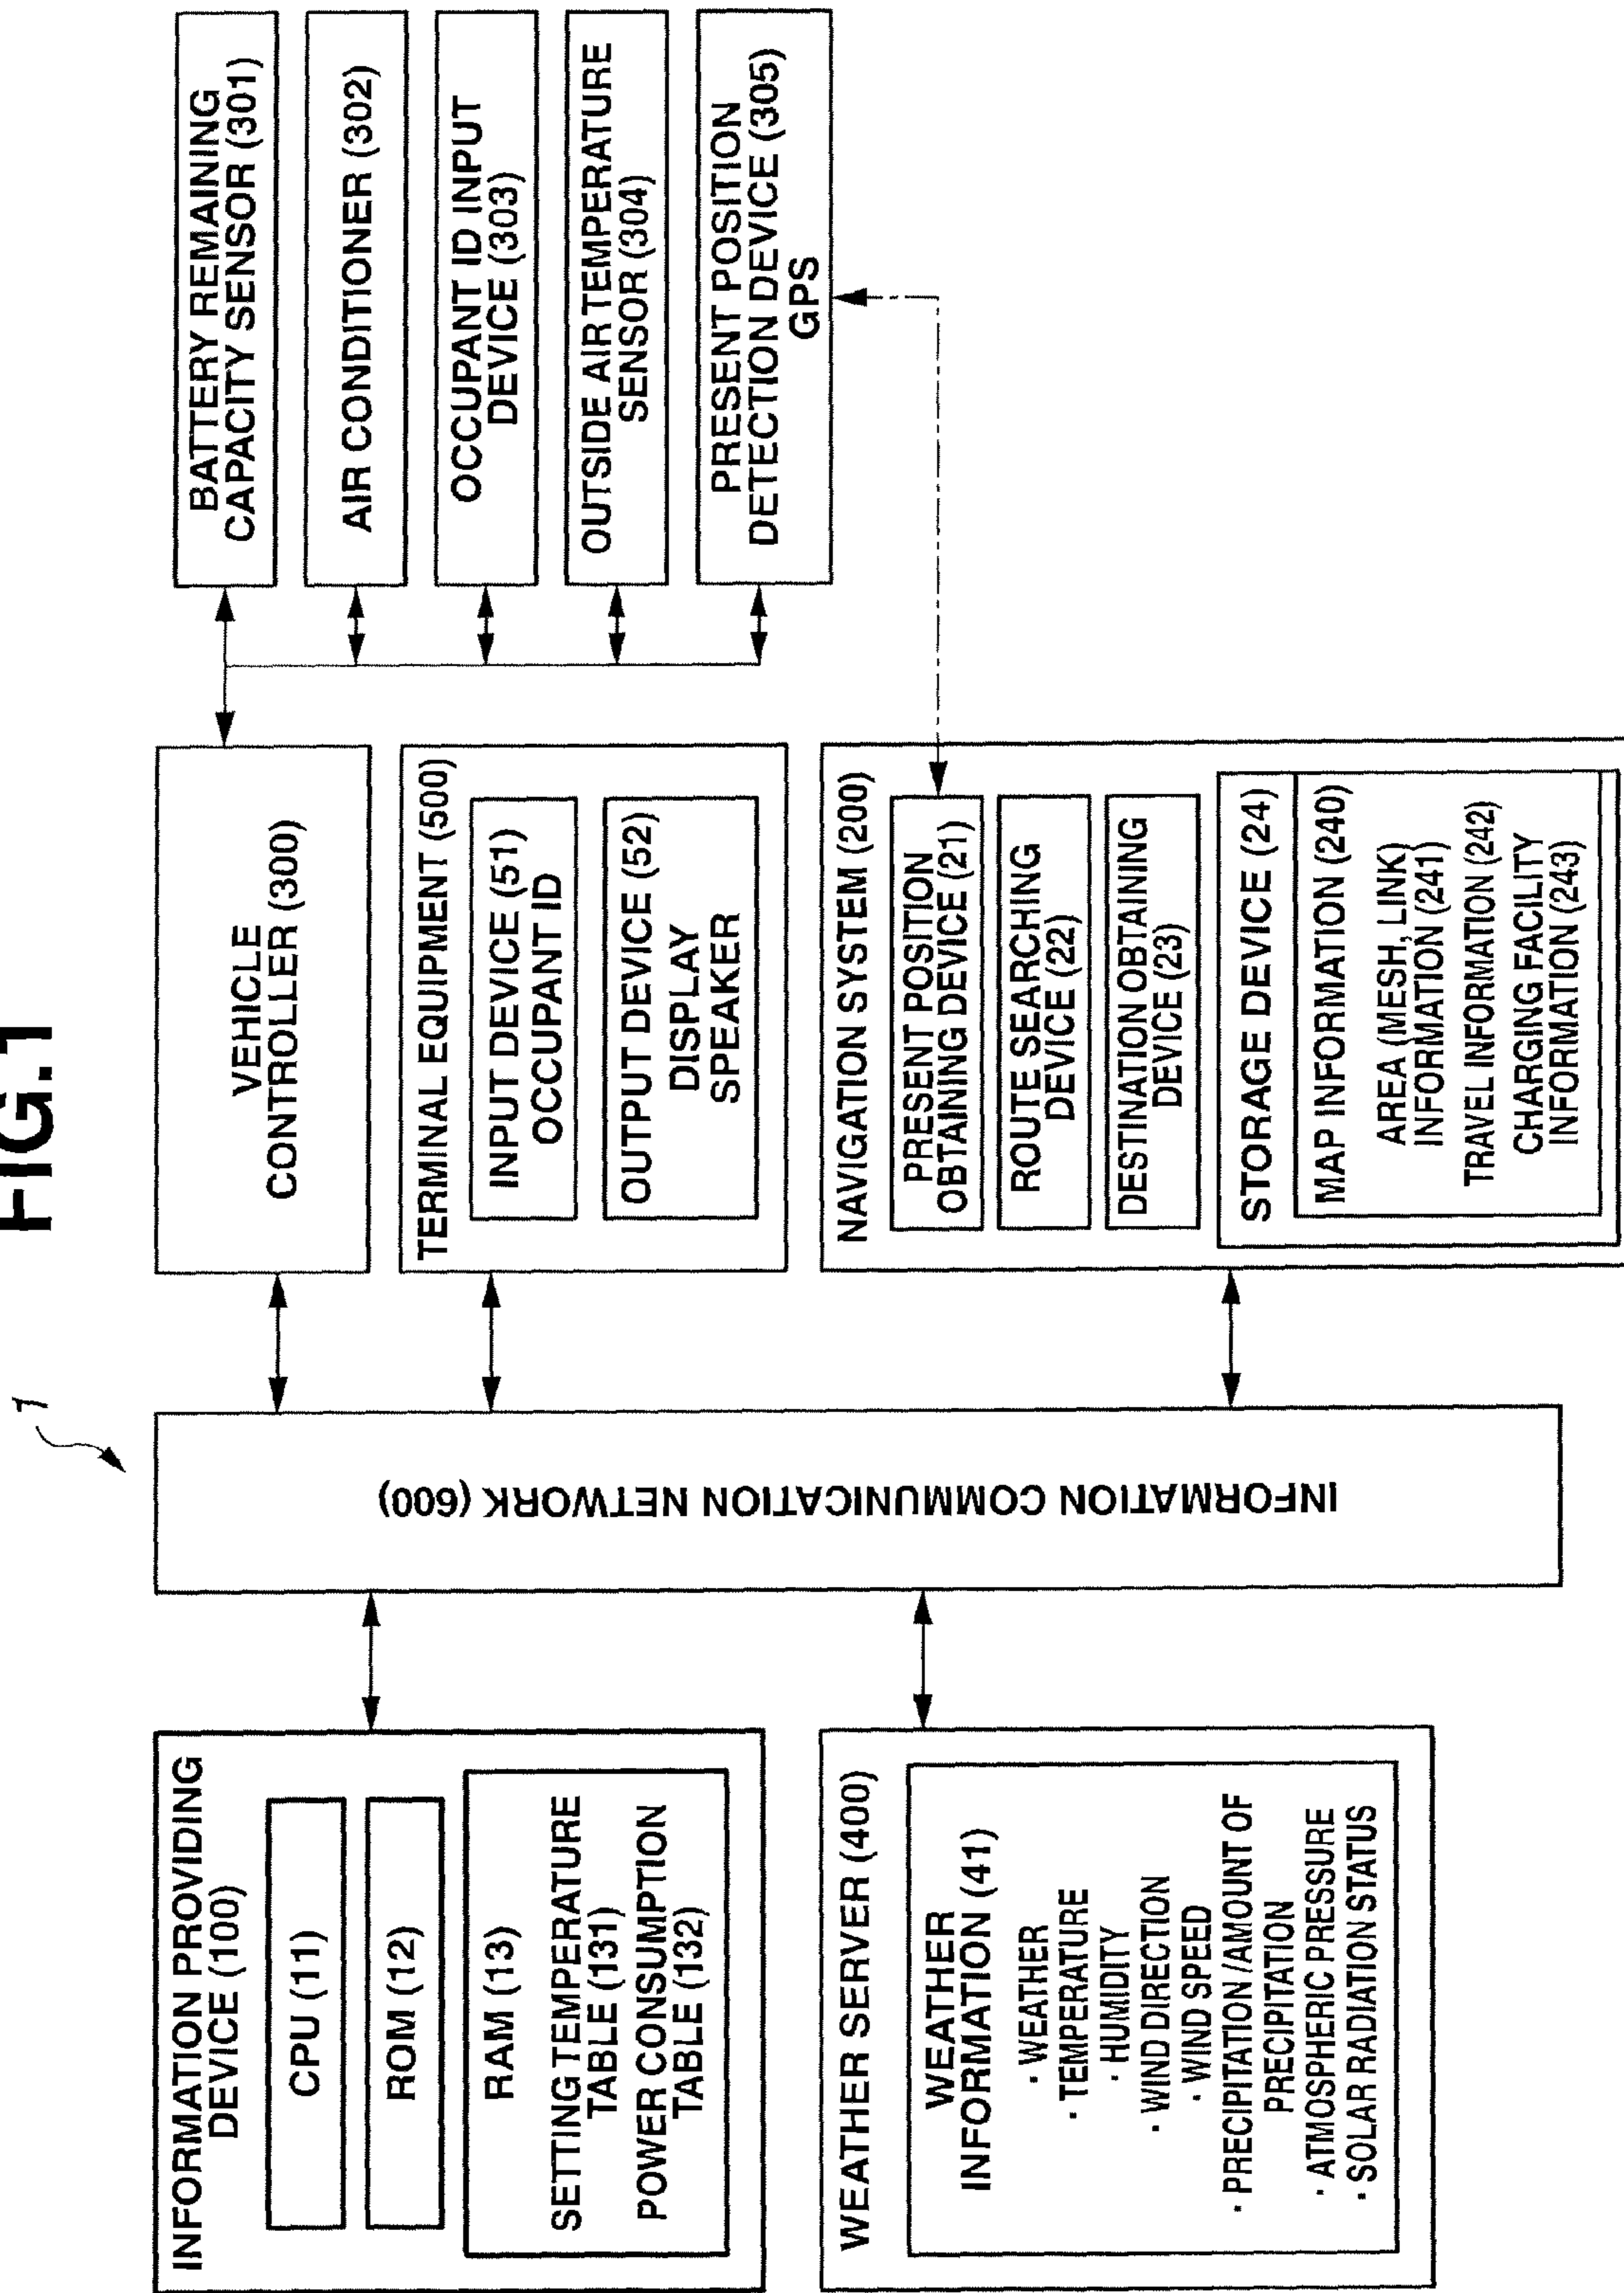 FIG.1
1
INFORMATION PROVIDING
DEVICE (100)
CPU (11)
ROM (12)
RAM (13)
SETTING TEMPERATURE
TABLE (131)
POWER CONSUMPTION
TABLE (132)
WEATHER SERVER (400)
WEATHER
INFORMATION (41)
· WEATHER
· TEMPERATURE
· HUMIDITY
· WIND DIRECTION
· WIND SPEED
· PRECIPITATION /AMOUNT OF
PRECIPITATION
· ATMOSPHERIC PRESSURE
· SOLAR RADIATION STATUS
INFORMATION COMMUNICATION NETWORK (600)
VEHICLE
CONTROLLER (300)
TERMINAL EQUIPMENT (500)
INPUT DEVICE (51)
OCCUPANT ID
OUTPUT DEVICE (52)
DISPLAY
SPEAKER
NAVIGATION SYSTEM (200)
PRESENT POSITION
OBTAINING DEVICE (21)
ROUTE SEARCHING
DEVICE (22)
DESTINATION OBTAINING
DEVICE (23)
STORAGE DEVICE (24)
MAP INFORMATION (240)
AREA (MESH, LINK)
INFORMATION (241)
TRAVEL INFORMATION (242)
CHARGING FACILITY
INFORMATION (243)
BATTERY REMAINING
CAPACITY SENSOR (301)
AIR CONDITIONER (302)
OCCUPANT ID INPUT
DEVICE (303)
OUTSIDE AIR TEMPERATURE
SENSOR (304)
PRESENT POSITION
DETECTION DEVICE (305)
GPS